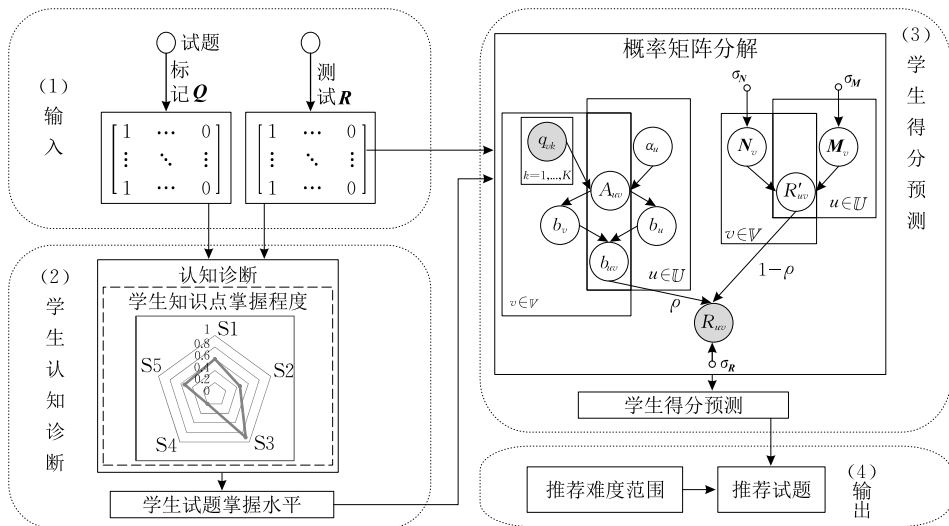 (1)
输
入
试题
标
记Q
测
试R
1 ⋯ 0
⋮ ⋱ ⋮
1 ⋯ 0
1 ⋯ 0
⋮ ⋱ ⋮
1 ⋯ 0
(2)
学
生
认
知
诊
断
认知诊断
学生知识点掌握程度
S1
S2
S3
S4
S5
1
0.8
0.6
0.4
0.2
0
学生试题掌握水平
(3)
学
生
得
分
预
测
概率矩阵分解
q_vk
k=1,...,K
a_u
A_uv
b_v
b_u
b_uv
u∈𝕌
v∈𝕍
ρ
σ_N
σ_M
N_v
M_v
R′_uv
u∈𝕌
v∈𝕍
1−ρ
R_uv
σ_R
学生得分预测
(4)
输
出
推荐难度范围
推荐试题